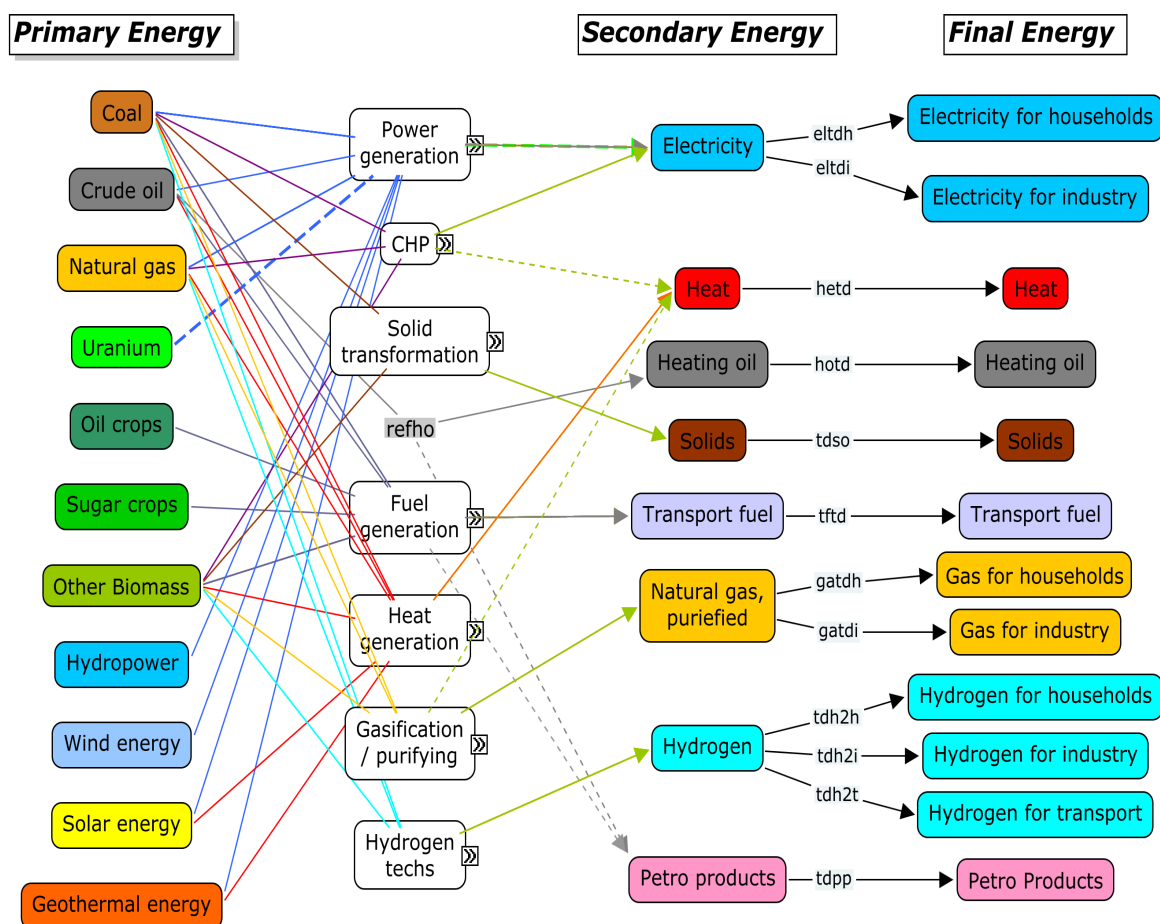 Primary Energy
Secondary Energy
Final Energy
Coal
Crude oil
Natural gas
Uranium
Oil crops
Sugar crops
Other Biomass
Hydropower
Wind energy
Solar energy
Geothermal energy
Power
generation
CHP
Solid
transformation
refho
Fuel
generation
Heat
generation
Gasification
/ purifying
Hydrogen
techs
Electricity
Heat
Heating oil
Solids
Transport fuel
Natural gas,
puriefied
Hydrogen
Petro products
eltdh
eltdi
hetd
hotd
tdso
tftd
gatdh
gatdi
tdh2h
tdh2i
tdh2t
tdpp
Electricity for households
Electricity for industry
Heat
Heating oil
Solids
Transport fuel
Gas for households
Gas for industry
Hydrogen for households
Hydrogen for industry
Hydrogen for transport
Petro Products